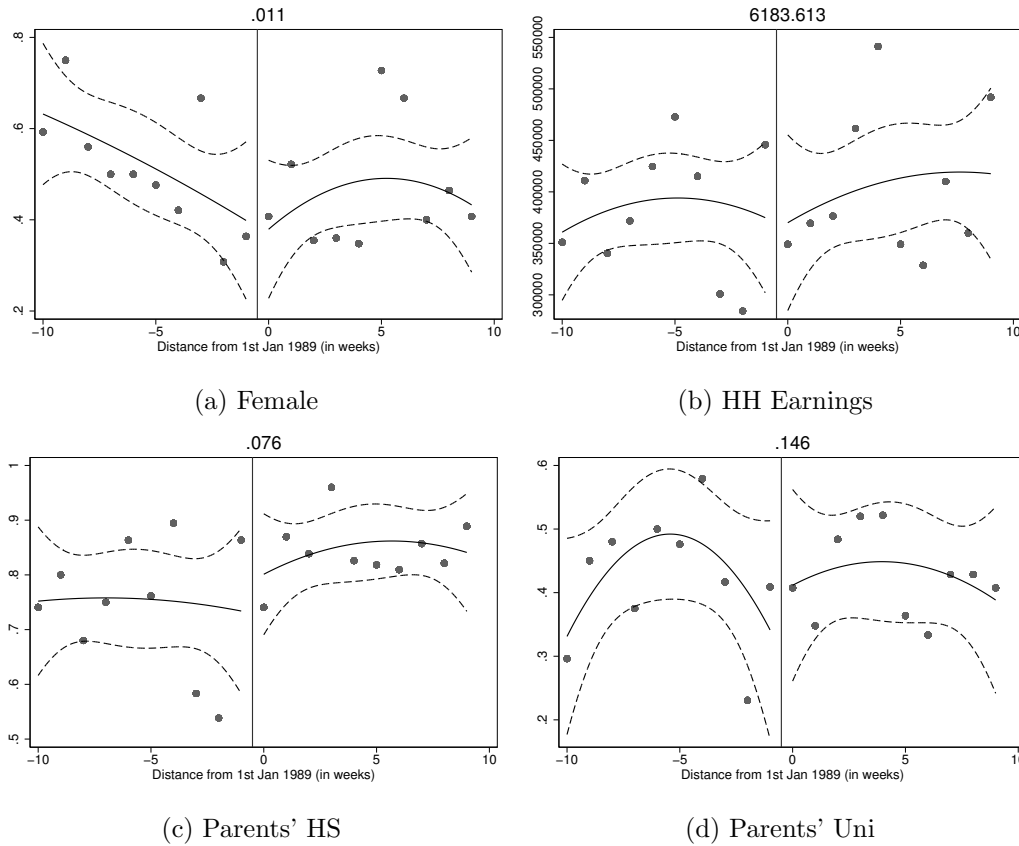 .011
.8
.6
.4
.2
−10 −5 0 5 10
Distance from 1st Jan 1989 (in weeks)
(a) Female
6183.613
550000
500000
450000
400000
350000
300000
−10 −5 0 5 10
Distance from 1st Jan 1989 (in weeks)
(b) HH Earnings
.076
1
.9
.8
.7
.6
.5
−10 −5 0 5 10
Distance from 1st Jan 1989 (in weeks)
(c) Parents' HS
.146
.6
.5
.4
.3
.2
−10 −5 0 5 10
Distance from 1st Jan 1989 (in weeks)
(d) Parents' Uni